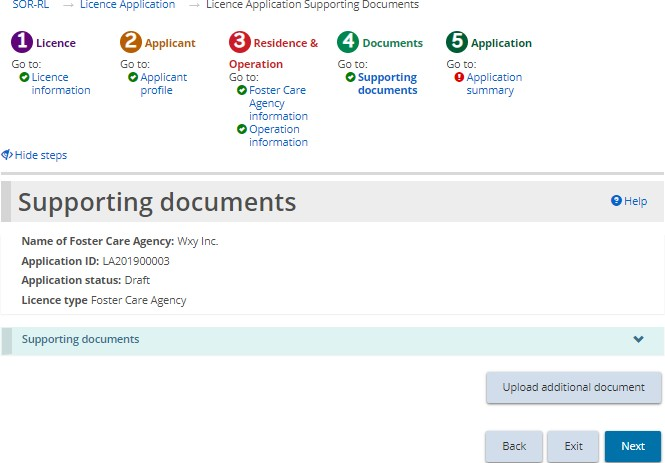 SOR-RL → Licence Application → Licence Application Supporting Documents
1 Licence
Go to:
Licence
information
2 Applicant
Go to:
Applicant
profile
3 Residence &
Operation
Go to:
Foster Care
Agency
information
Operation
information
4 Documents
Go to:
Supporting
documents
5 Application
Go to:
Application
summary
Hide steps
Supporting documents
Help
Name of Foster Care Agency: Wxy Inc.
Application ID: LA201900003
Application status: Draft
Licence type Foster Care Agency
Supporting documents
Upload additional document
Back Exit Next